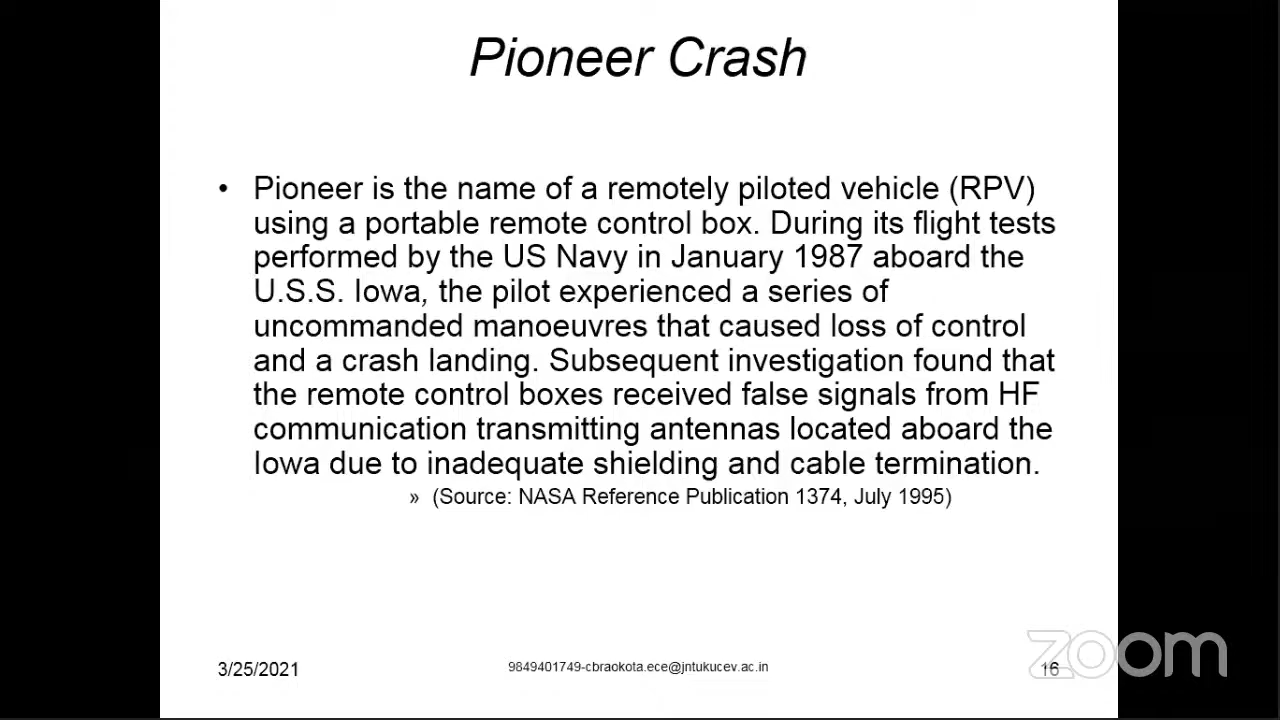 Pioneer Crash
• Pioneer is the name of a remotely piloted vehicle (RPV)
using a portable remote control box. During its flight tests
performed by the US Navy in January 1987 aboard the
U.S.S. Iowa, the pilot experienced a series of
uncommanded manoeuvres that caused loss of control
and a crash landing. Subsequent investigation found that
the remote control boxes received false signals from HF
communication transmitting antennas located aboard the
Iowa due to inadequate shielding and cable termination.
» (Source: NASA Reference Publication 1374, July 1995)
3/25/2021
9849401749-cbraokota.ece@jntukucev.ac.in
16
zoom